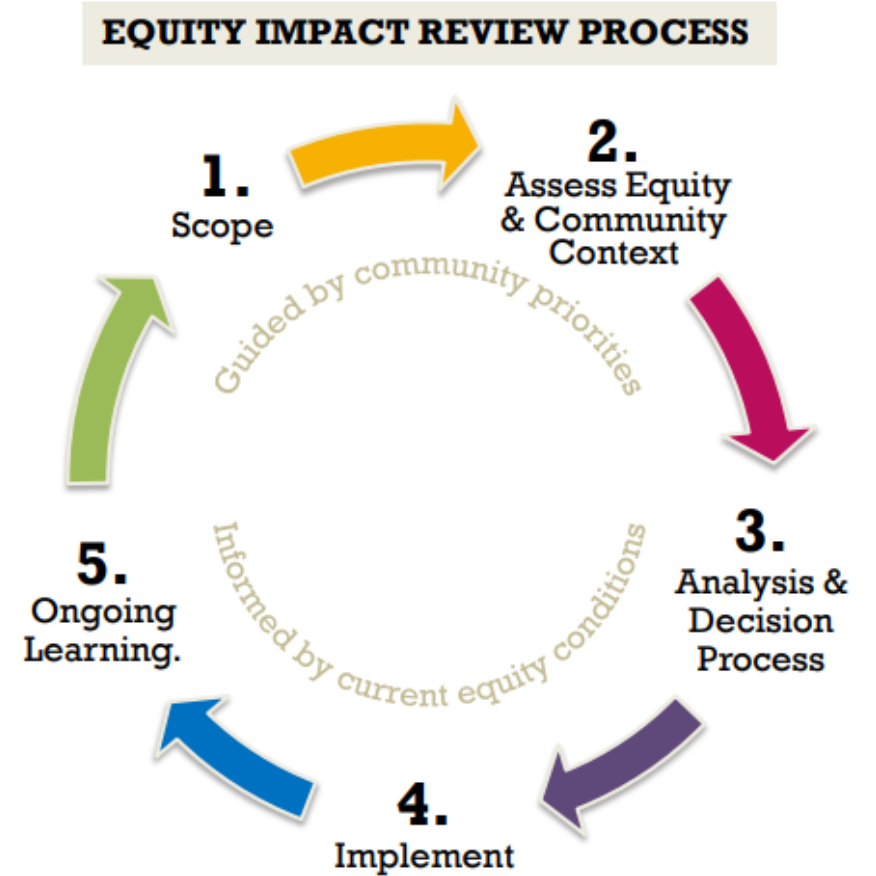 EQUITY IMPACT REVIEW PROCESS
1.
Scope
2.
Assess Equity
& Community
Context
Guided by community priorities
3.
Analysis &
Decision
Process
4.
Implement
5.
Ongoing
Learning.
Informed by current equity conditions